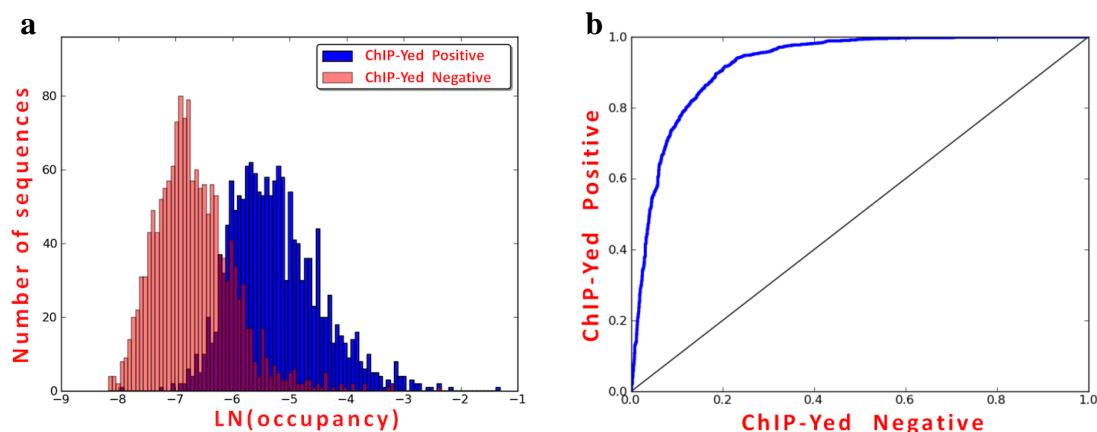 a
ChIP-Yed Positive
ChIP-Yed Negative
Number of sequences
80
60
40
20
0
−9 −8 −7 −6 −5 −4 −3 −2 −1
LN(occupancy)
b
ChIP-Yed Positive
1.0
0.8
0.6
0.4
0.2
0.0
0.0 0.2 0.4 0.6 0.8 1.0
ChIP-Yed Negative